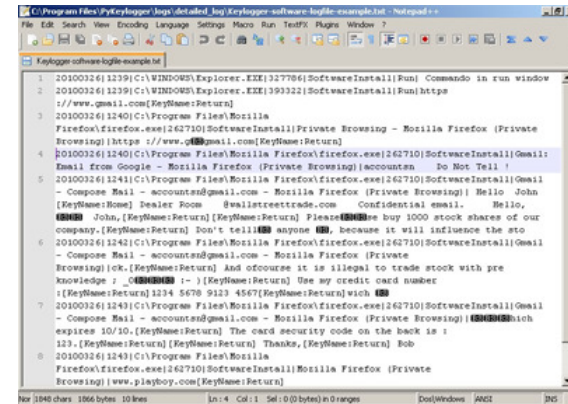 C:\Program Files\PyKeylogger\logs\detailed_log\Keylogger-software-logfile-example.txt - Notepad++
File Edit Search View Encoding Language Settings Macro Run TextFX Plugins Window ?
Keylogger-software-logfile-example.txt
1 20100326|1239|C:\WINDOWS\Explorer.EXE|327786|SoftwareInstall|Run| Commando in run window
2 20100326|1239|C:\WINDOWS\Explorer.EXE|393322|SoftwareInstall|Run|https
://www.gmail.com[KeyName:Return]
3 20100326|1240|C:\Program Files\Mozilla
Firefox\firefox.exe|262710|SoftwareInstall|Private Browsing - Mozilla Firefox (Private
Browsing)|https ://www.g gmail.com[KeyName:Return]
4 20100326|1240|C:\Program Files\Mozilla Firefox\firefox.exe|262710|SoftwareInstall|Gmail:
Email from Google - Mozilla Firefox (Private Browsing)|accountsn Do Not Tell !
5 20100326|1241|C:\Program Files\Mozilla Firefox\firefox.exe|262710|SoftwareInstall|Gmail
- Compose Mail - accountsn@gmail.com - Mozilla Firefox (Private Browsing)| Hello John
[KeyName:Home] Dealer Room @wallstreettrade.com Confidential email. Hello,
John,[KeyName:Return][KeyName:Return] Pleaze se buy 1000 stock shares of our
company.[KeyName:Return] Don't telll anyone , because it will influence the sto
6 20100326|1242|C:\Program Files\Mozilla Firefox\firefox.exe|262710|SoftwareInstall|Gmail
- Compose Mail - accountsn@gmail.com - Mozilla Firefox (Private
Browsing)|ck.[KeyName:Return] And ofcourse it is illegal to trade stock with pre
knowledge ; _O :- )[KeyName:Return] Use my credit card number
:[KeyName:Return]1234 5678 9123 4567[KeyName:Return]wich
7 20100326|1243|C:\Program Files\Mozilla Firefox\firefox.exe|262710|SoftwareInstall|Gmail
- Compose Mail - accountsn@gmail.com - Mozilla Firefox (Private Browsing)| hich
expires 10/10.[KeyName:Return] The card security code on the back is :
123.[KeyName:Return][KeyName:Return] Thanks,[KeyName:Return] Bob
8 20100326|1243|C:\Program Files\Mozilla
Firefox\firefox.exe|262710|SoftwareInstall|Mozilla Firefox (Private
Browsing)|www.playboy.com[KeyName:Return]
Nor 1848 chars 1866 bytes 10 lines Ln : 4 Col : 1 Sel : 0 (0 bytes) in 0 ranges Dos\Windows ANSI INS